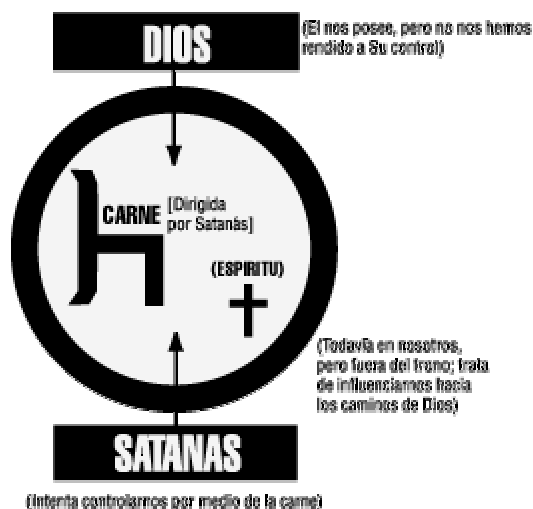 DIOS
(El nos posee, pero no nos hemos
rendido a Su control)
CARNE
[Dirigida
por Satanás]
(ESPIRITU)
(Todavía en nosotros,
pero fuera del trono; trata
de influenciarnos hacia
los caminos de Dios)
SATANAS
(Intenta controlarnos por medio de la carne)